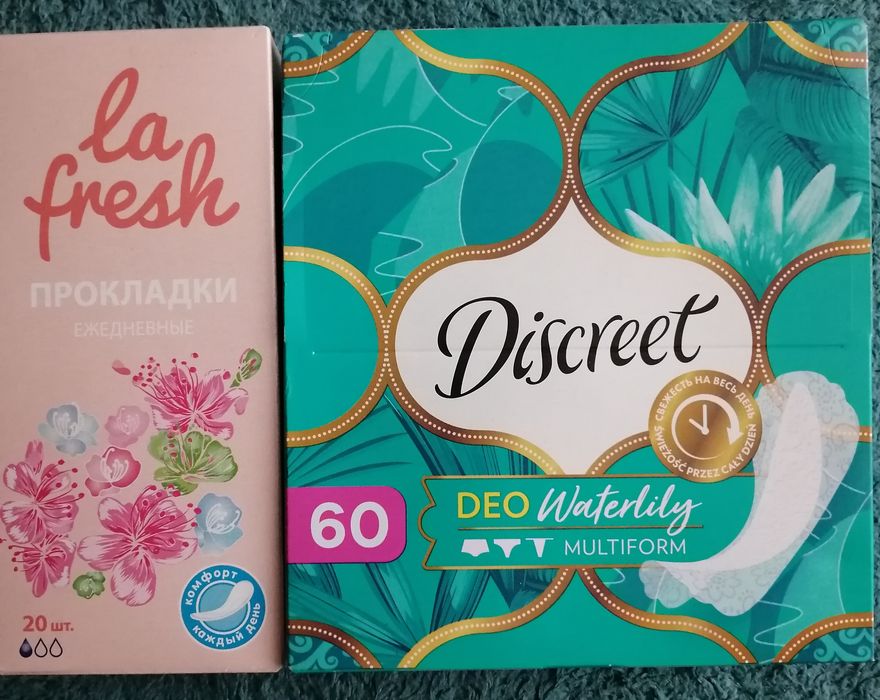 la
fresh
ПРОКЛАДКИ
ЕЖЕДНЕВНЫЕ
20 шт.
комфорт
каждый день
Discreet
СВЕЖЕСТЬ НА ВЕСЬ ДЕНЬ
ŚWIEŻOŚĆ PRZEZ CAŁY DZIEŃ
60
DEO Waterlily
MULTIFORM